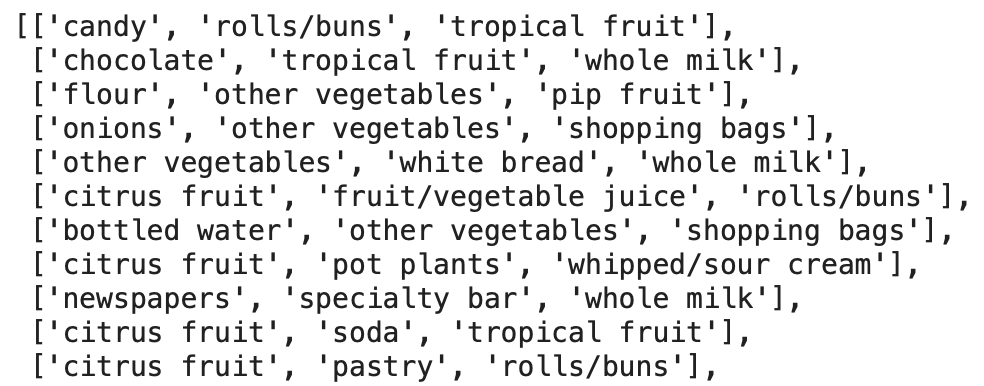 [['candy', 'rolls/buns', 'tropical fruit'],
['chocolate', 'tropical fruit', 'whole milk'],
['flour', 'other vegetables', 'pip fruit'],
['onions', 'other vegetables', 'shopping bags'],
['other vegetables', 'white bread', 'whole milk'],
['citrus fruit', 'fruit/vegetable juice', 'rolls/buns'],
['bottled water', 'other vegetables', 'shopping bags'],
['citrus fruit', 'pot plants', 'whipped/sour cream'],
['newspapers', 'specialty bar', 'whole milk'],
['citrus fruit', 'soda', 'tropical fruit'],
['citrus fruit', 'pastry', 'rolls/buns'],